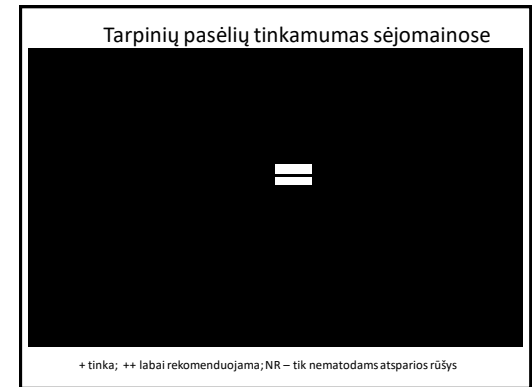 Tarpinių pasėlių tinkamumas sėjomainose
+ tinka; ++ labai rekomenduojama; NR – tik nematodams atsparios rūšys